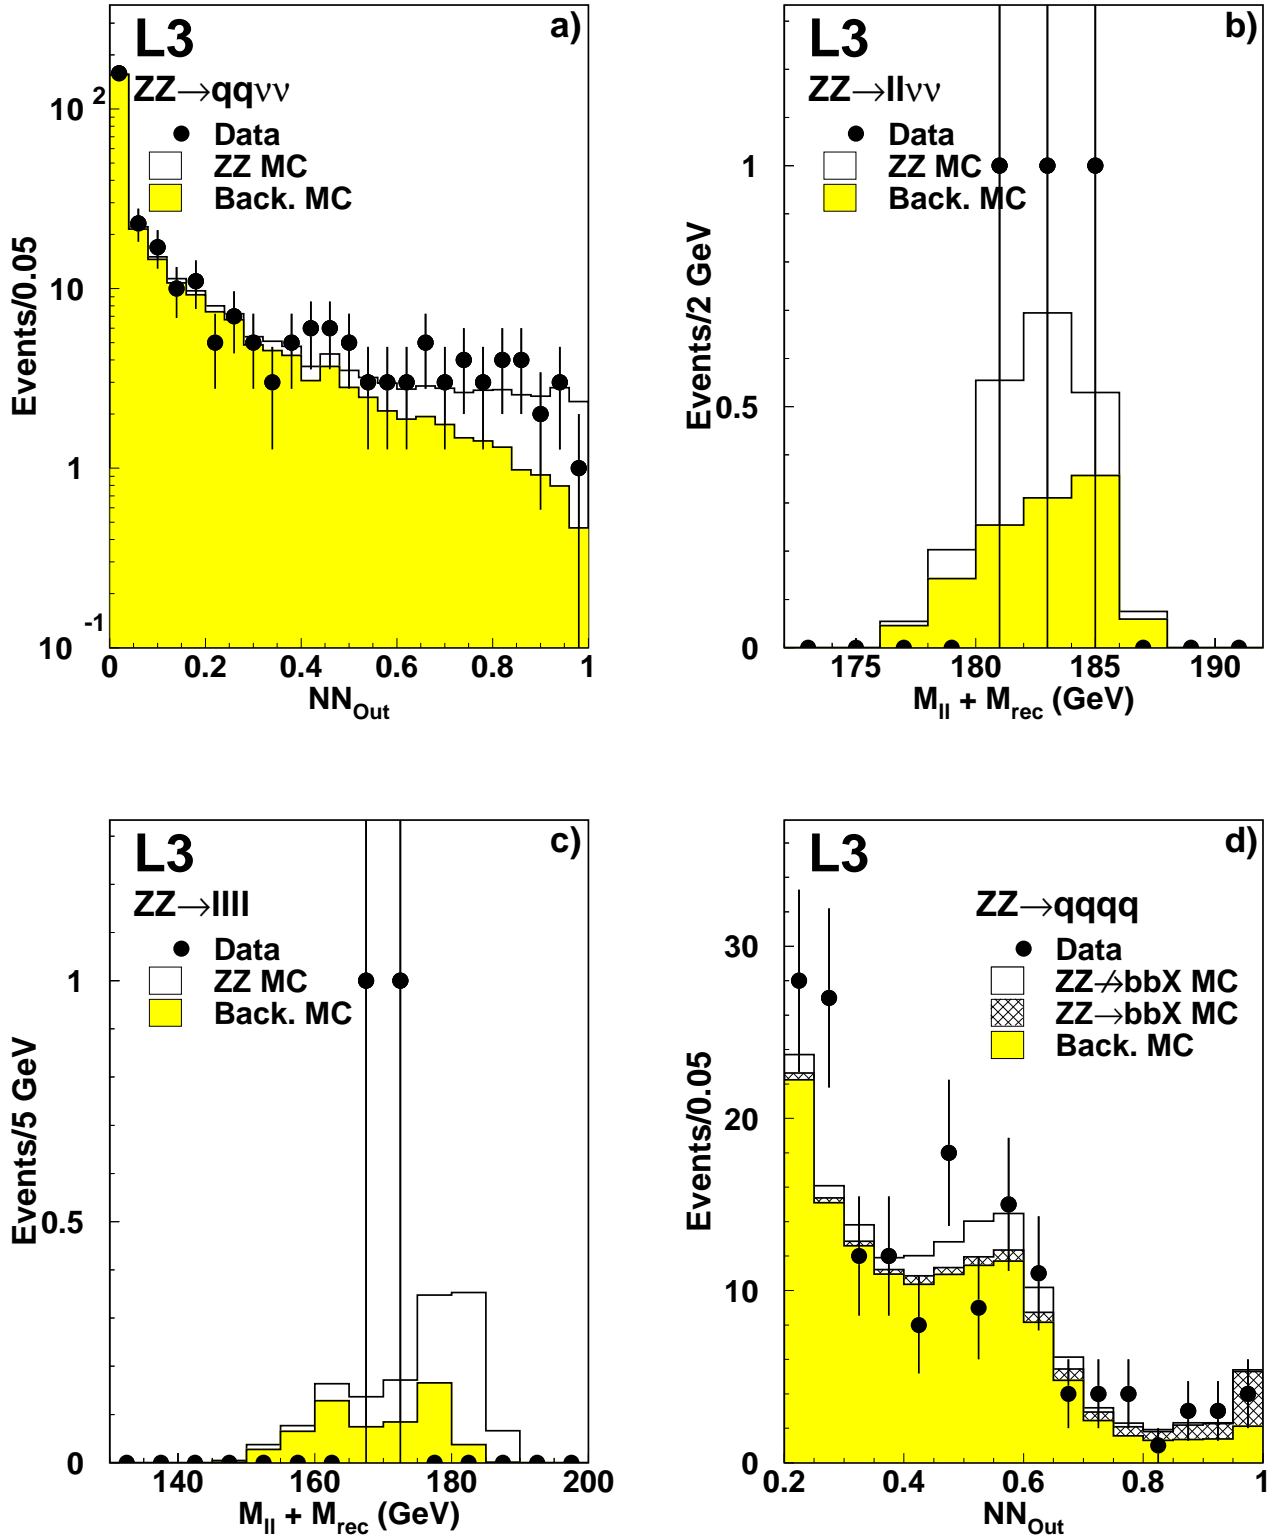 L3
a)
ZZ→qqνν
Data
ZZ MC
Back. MC
Events/0.05
10 2
10
1
10 -1
0 0.2 0.4 0.6 0.8 1
NNOut
L3
b)
ZZ→llνν
Data
ZZ MC
Back. MC
Events/2 GeV
1
0.5
0
175 180 185 190
Mll + Mrec (GeV)
L3
c)
ZZ→llll
Data
ZZ MC
Back. MC
Events/5 GeV
1
0.5
0
140 160 180 200
Mll + Mrec (GeV)
L3
d)
ZZ→qqqq
Data
ZZ↛bbX MC
ZZ→bbX MC
Back. MC
Events/0.05
30
20
10
0
0.2 0.4 0.6 0.8 1
NNOut